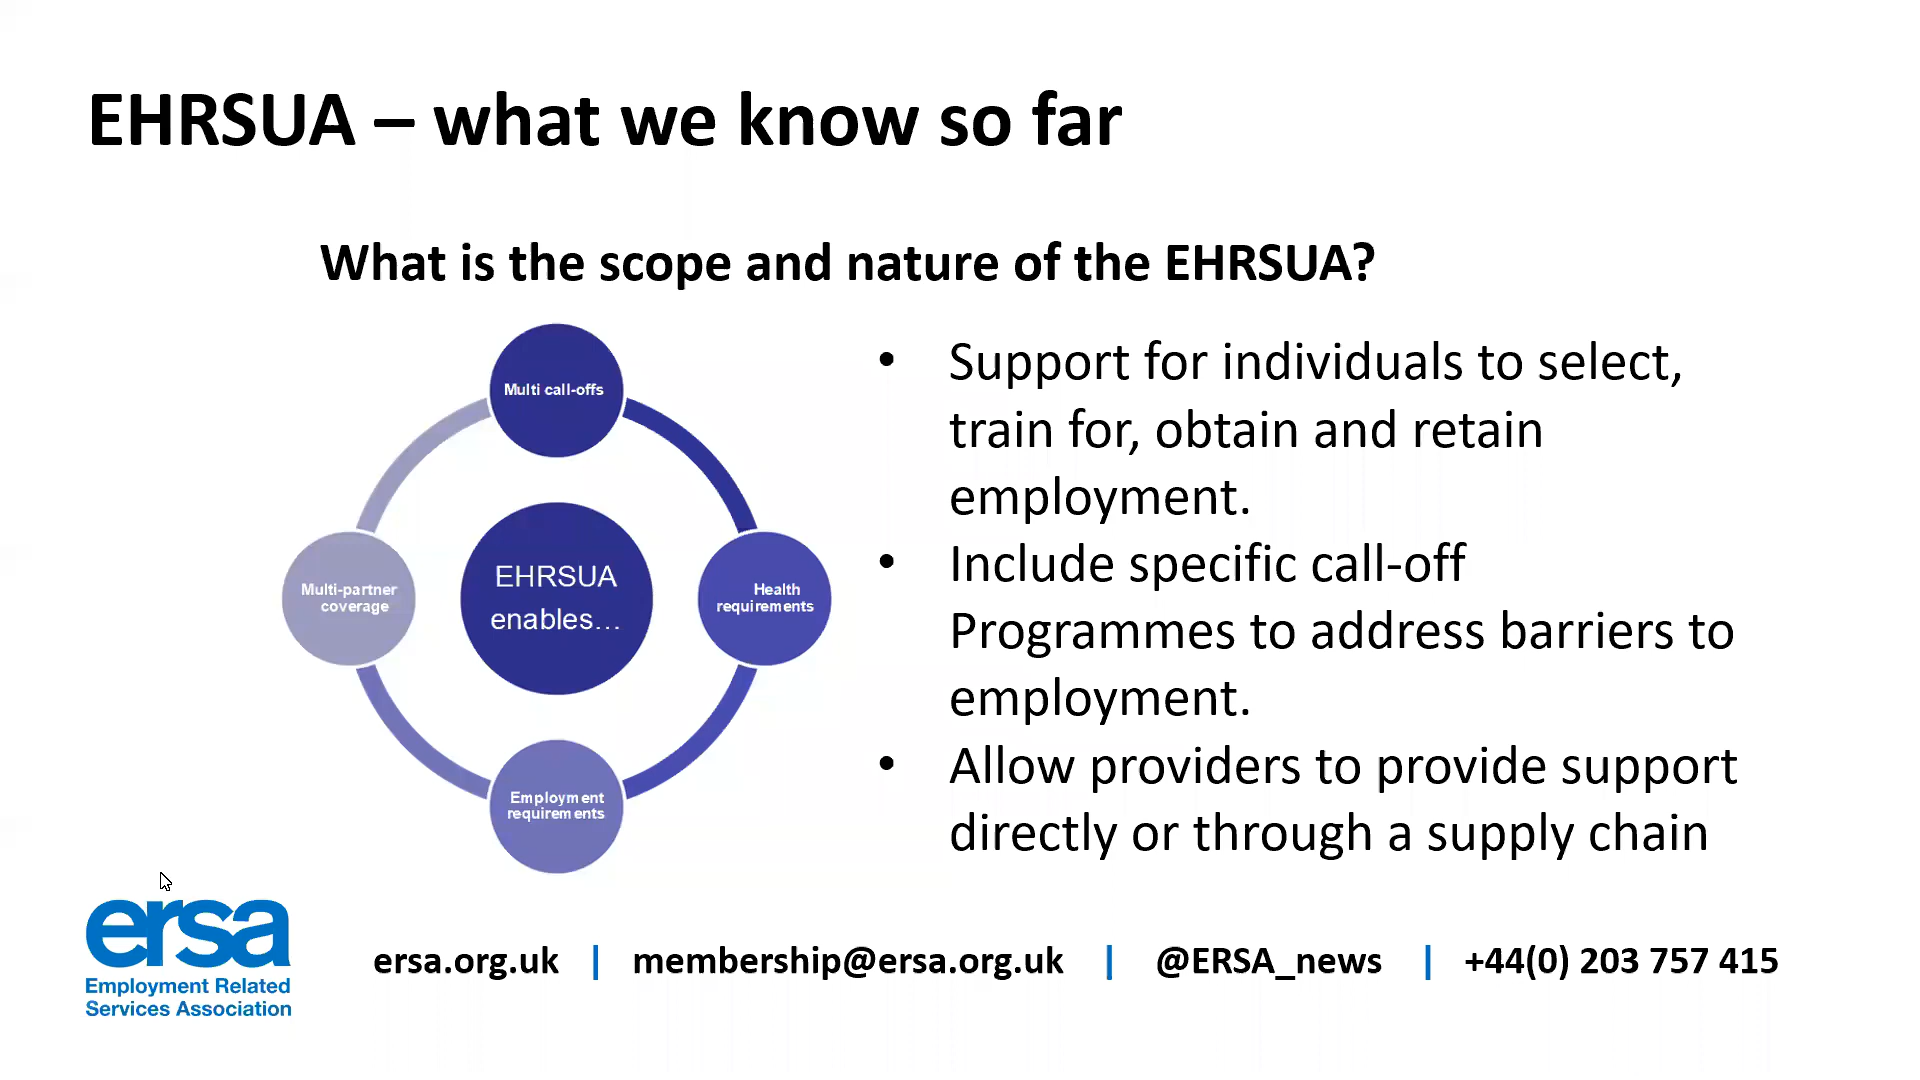 EHRSUA – what we know so far
What is the scope and nature of the EHRSUA?
Multi call-offs
Multi-partner
coverage
EHRSUA
enables...
Health
requirements
Employment
requirements
• Support for individuals to select,
train for, obtain and retain
employment.
• Include specific call-off
Programmes to address barriers to
employment.
• Allow providers to provide support
directly or through a supply chain
ersa
Employment Related
Services Association
ersa.org.uk | membership@ersa.org.uk | @ERSA_news | +44(0) 203 757 415